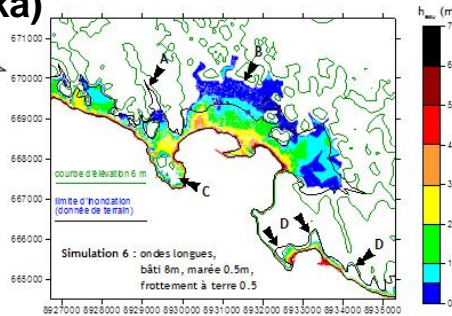 ka)
h eau (m
671000
670000
669000
668000
667000
666000
665000
A
B
C
D
D
courbe d'élévation 6 m
limite d'inondation
(donnée de terrain)
Simulation 6 : ondes longues,
bâti 8m, marée 0.5m,
frottement à terre 0.5
8927000 8928000 8929000 8930000 8931000 8932000 8933000 8934000 8935000
7
6
5
4
3
2
1
0